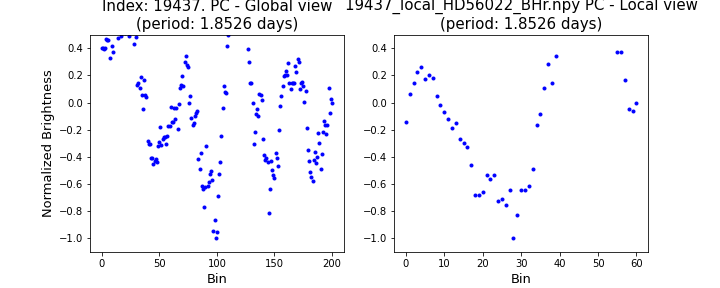 Index: 19437. PC - Global view
(period: 1.8526 days)
19437_local_HD56022_BHr.npy PC - Local view
(period: 1.8526 days)
Normalized Brightness
0.4
0.2
0.0
−0.2
−0.4
−0.6
−0.8
−1.0
0 50 100 150 200
Bin
0.4
0.2
0.0
−0.2
−0.4
−0.6
−0.8
−1.0
0 10 20 30 40 50 60
Bin